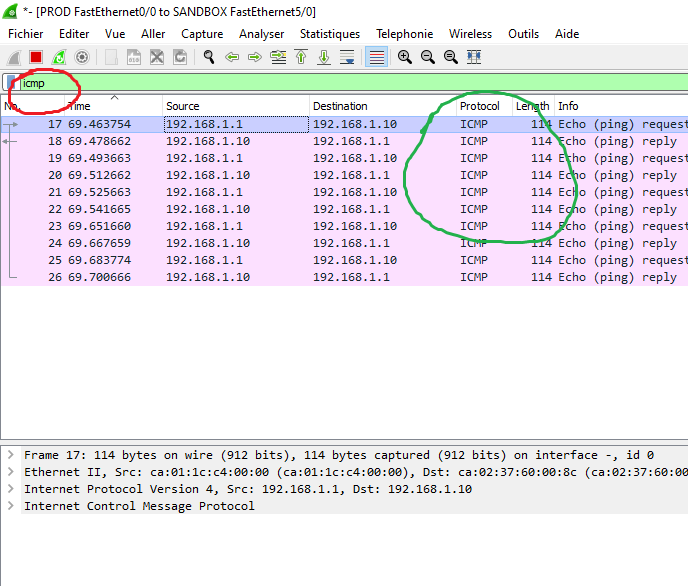 *- [PROD FastEthernet0/0 to SANDBOX FastEthernet5/0]
Fichier Editer Vue Aller Capture Analyser Statistiques Telephonie Wireless Outils Aide
icmp
No. Time Source Destination Protocol Length Info
17 69.463754 192.168.1.1 192.168.1.10 ICMP 114 Echo (ping) request
18 69.478662 192.168.1.10 192.168.1.1 ICMP 114 Echo (ping) reply
19 69.493663 192.168.1.1 192.168.1.10 ICMP 114 Echo (ping) request
20 69.512662 192.168.1.10 192.168.1.1 ICMP 114 Echo (ping) reply
21 69.525663 192.168.1.1 192.168.1.10 ICMP 114 Echo (ping) request
22 69.541665 192.168.1.10 192.168.1.1 ICMP 114 Echo (ping) reply
23 69.651660 192.168.1.1 192.168.1.10 ICMP 114 Echo (ping) request
24 69.667659 192.168.1.10 192.168.1.1 ICMP 114 Echo (ping) reply
25 69.683774 192.168.1.1 192.168.1.10 ICMP 114 Echo (ping) request
26 69.700666 192.168.1.10 192.168.1.1 ICMP 114 Echo (ping) reply
Frame 17: 114 bytes on wire (912 bits), 114 bytes captured (912 bits) on interface -, id 0
Ethernet II, Src: ca:01:1c:c4:00:00 (ca:01:1c:c4:00:00), Dst: ca:02:37:60:00:8c (ca:02:37:60:00
Internet Protocol Version 4, Src: 192.168.1.1, Dst: 192.168.1.10
Internet Control Message Protocol